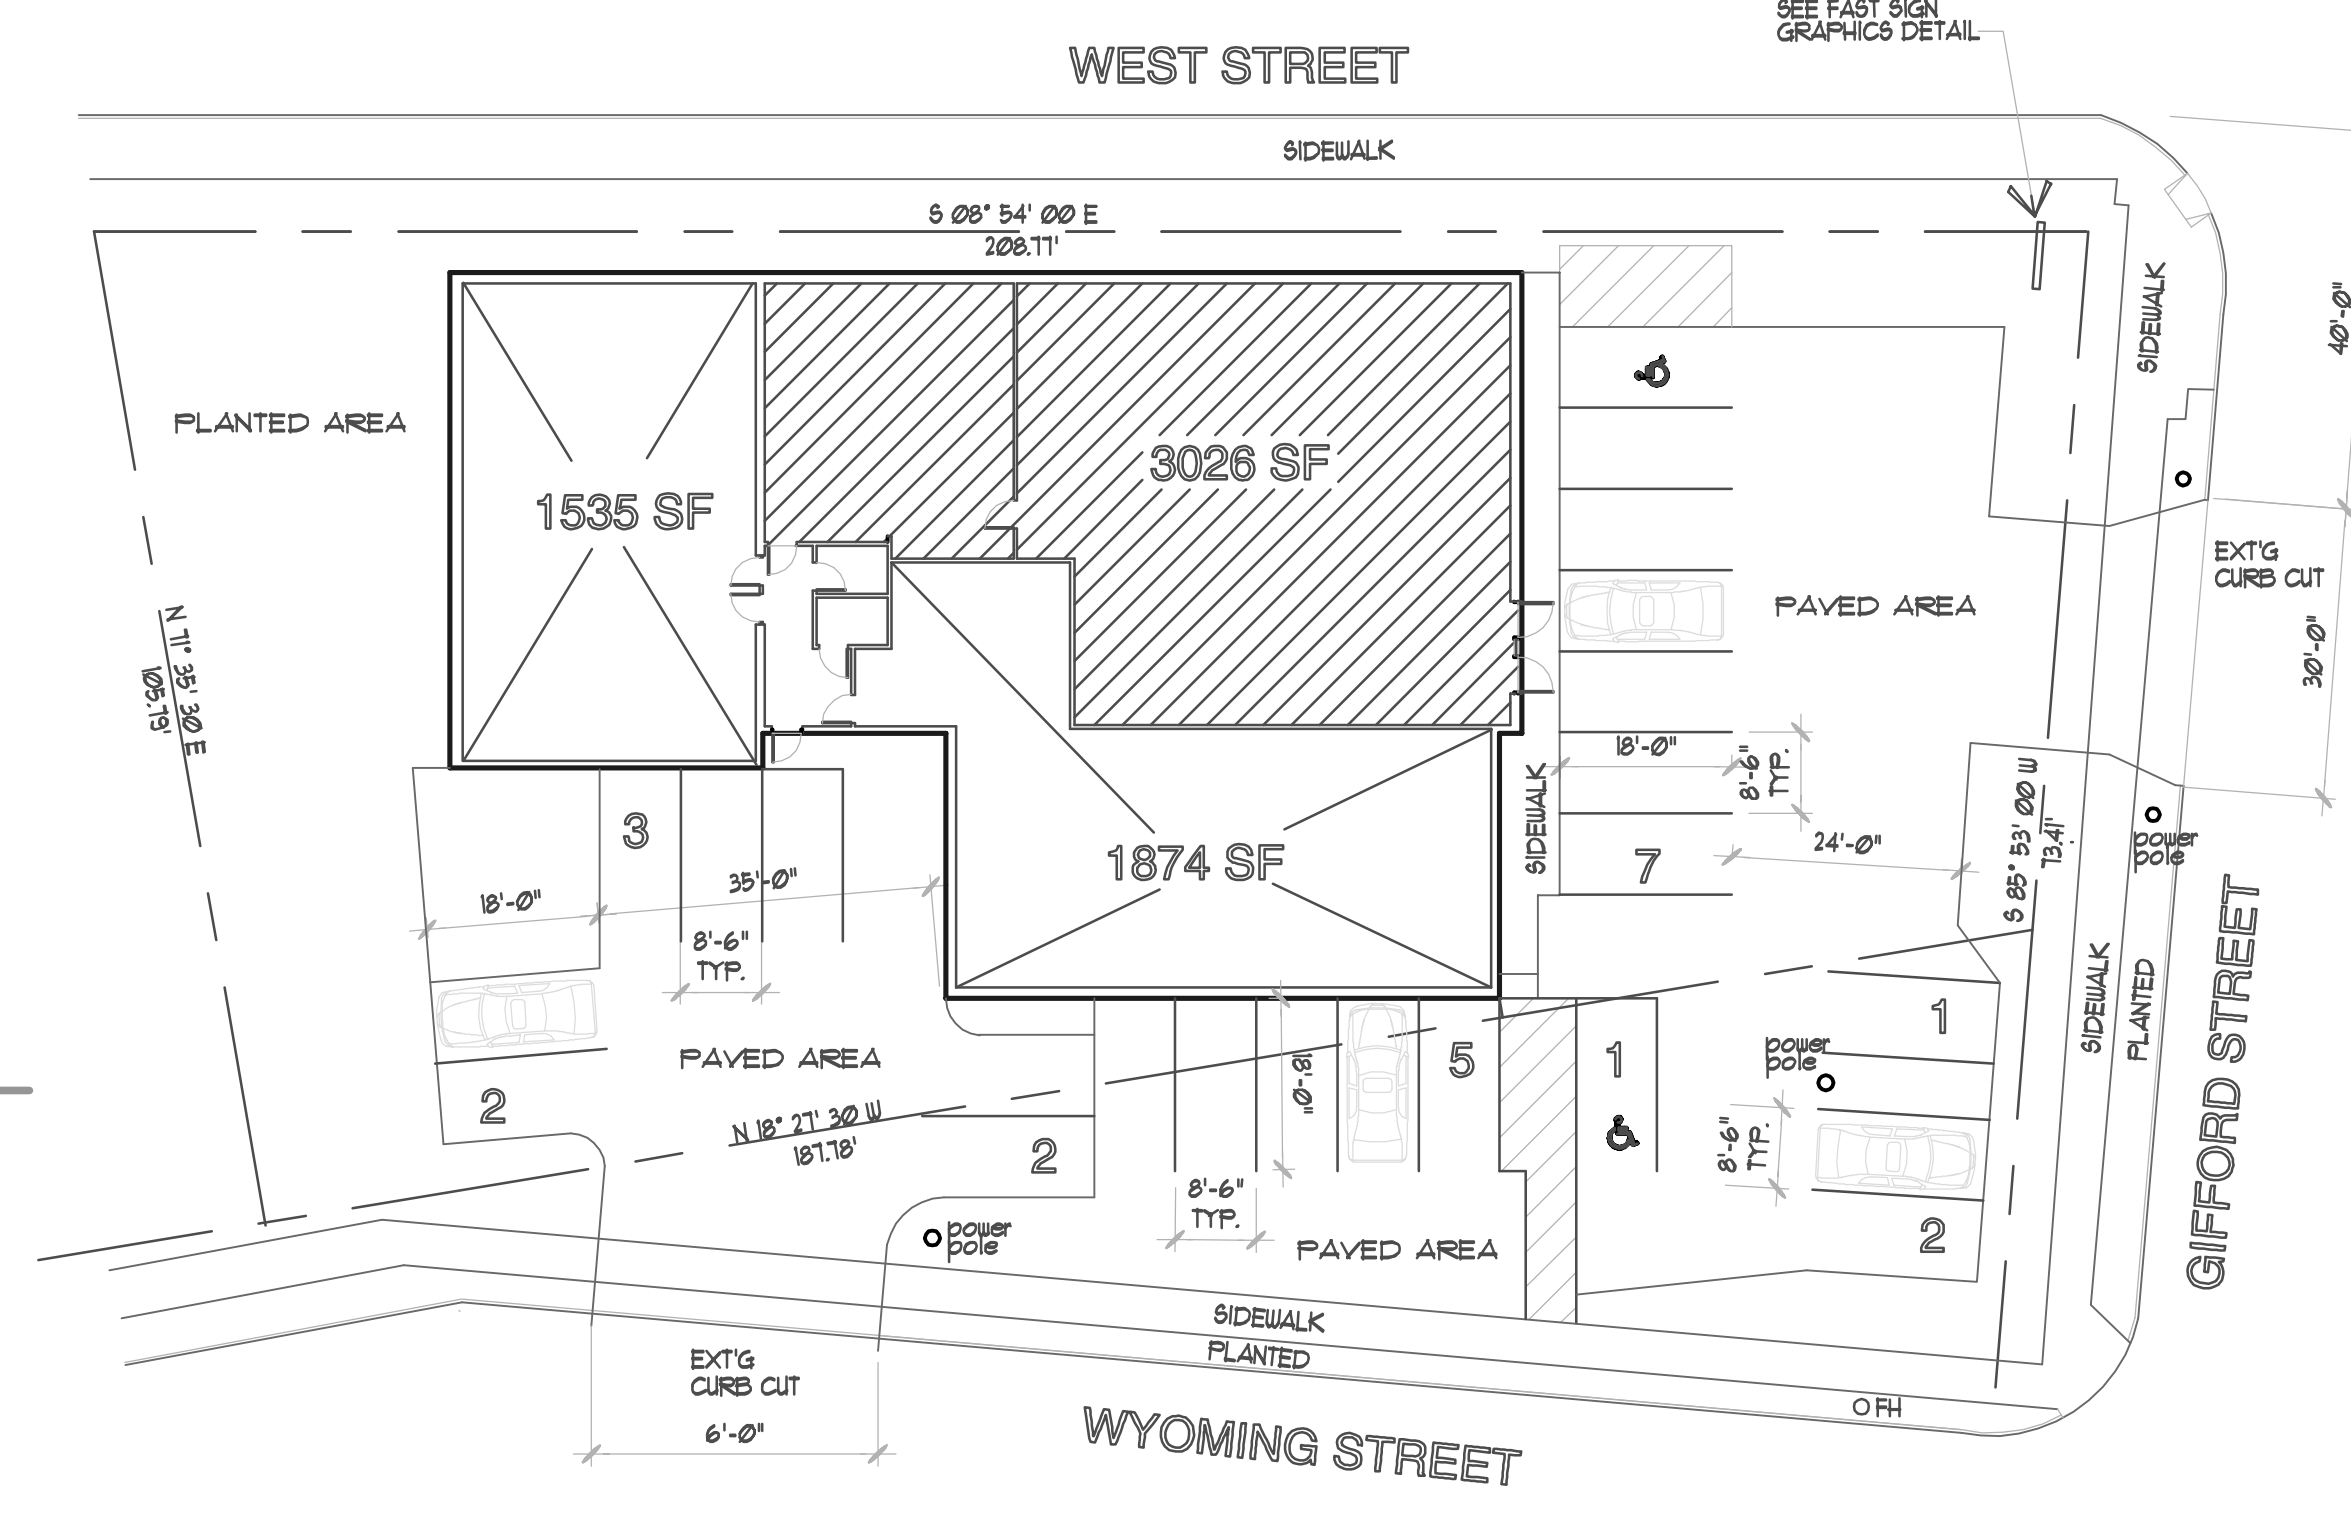 SEE FAST SIGN
GRAPHICS DETAIL
WEST STREET
SIDEWALK
S 08° 54' 00 E
208.77'
SIDEWALK
40'-0"
PLANTED AREA
3026 SF
1535 SF
EXT'G
CURB CUT
PAVED AREA
N 71° 35' 30 E
105.79'
30'-0"
18'-0"
8'-6"
TYP.
SIDEWALK
3
1874 SF
7
24'-0"
S 85° 53' 00 W
73.41'
power
pole
18'-0"
35'-0"
8'-6"
TYP.
SIDEWALK
PLANTED
GIFFORD STREET
1
PAVED AREA
5
1
power
pole
18'-0"
2
N 18° 27' 30 W
187.78'
2
8'-6"
TYP.
8'-6"
TYP.
2
power
pole
PAVED AREA
SIDEWALK
PLANTED
EXT'G
CURB CUT
6'-0"
FH
WYOMING STREET